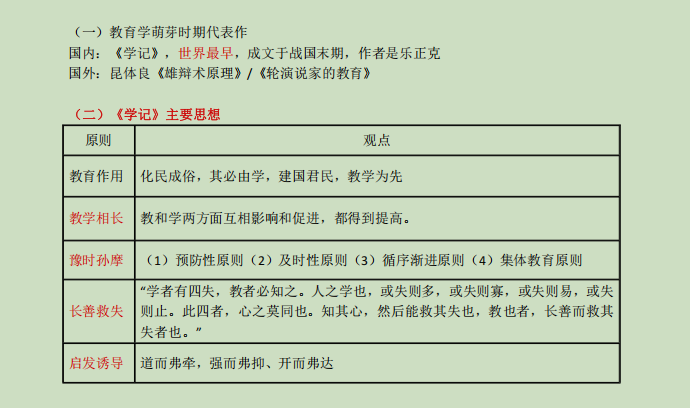 （一）教育学萌芽时期代表作
国内：《学记》，世界最早，成文于战国末期，作者是乐正克
国外：昆体良《雄辩术原理》/《轮演说家的教育》
（二）《学记》主要思想
原则 观点
教育作用 化民成俗，其必由学，建国君民，教学为先
教学相长 教和学两方面互相影响和促进，都得到提高。
豫时孙摩 （1）预防性原则（2）及时性原则（3）循序渐进原则（4）集体教育原则
长善救失 “学者有四失，教者必知之。人之学也，或失则多，或失则寡，或失则易，或失
则止。此四者，心之莫同也。知其心，然后能救其失也，教也者，长善而救其
失者也。”
启发诱导 道而弗牵，强而弗抑、开而弗达